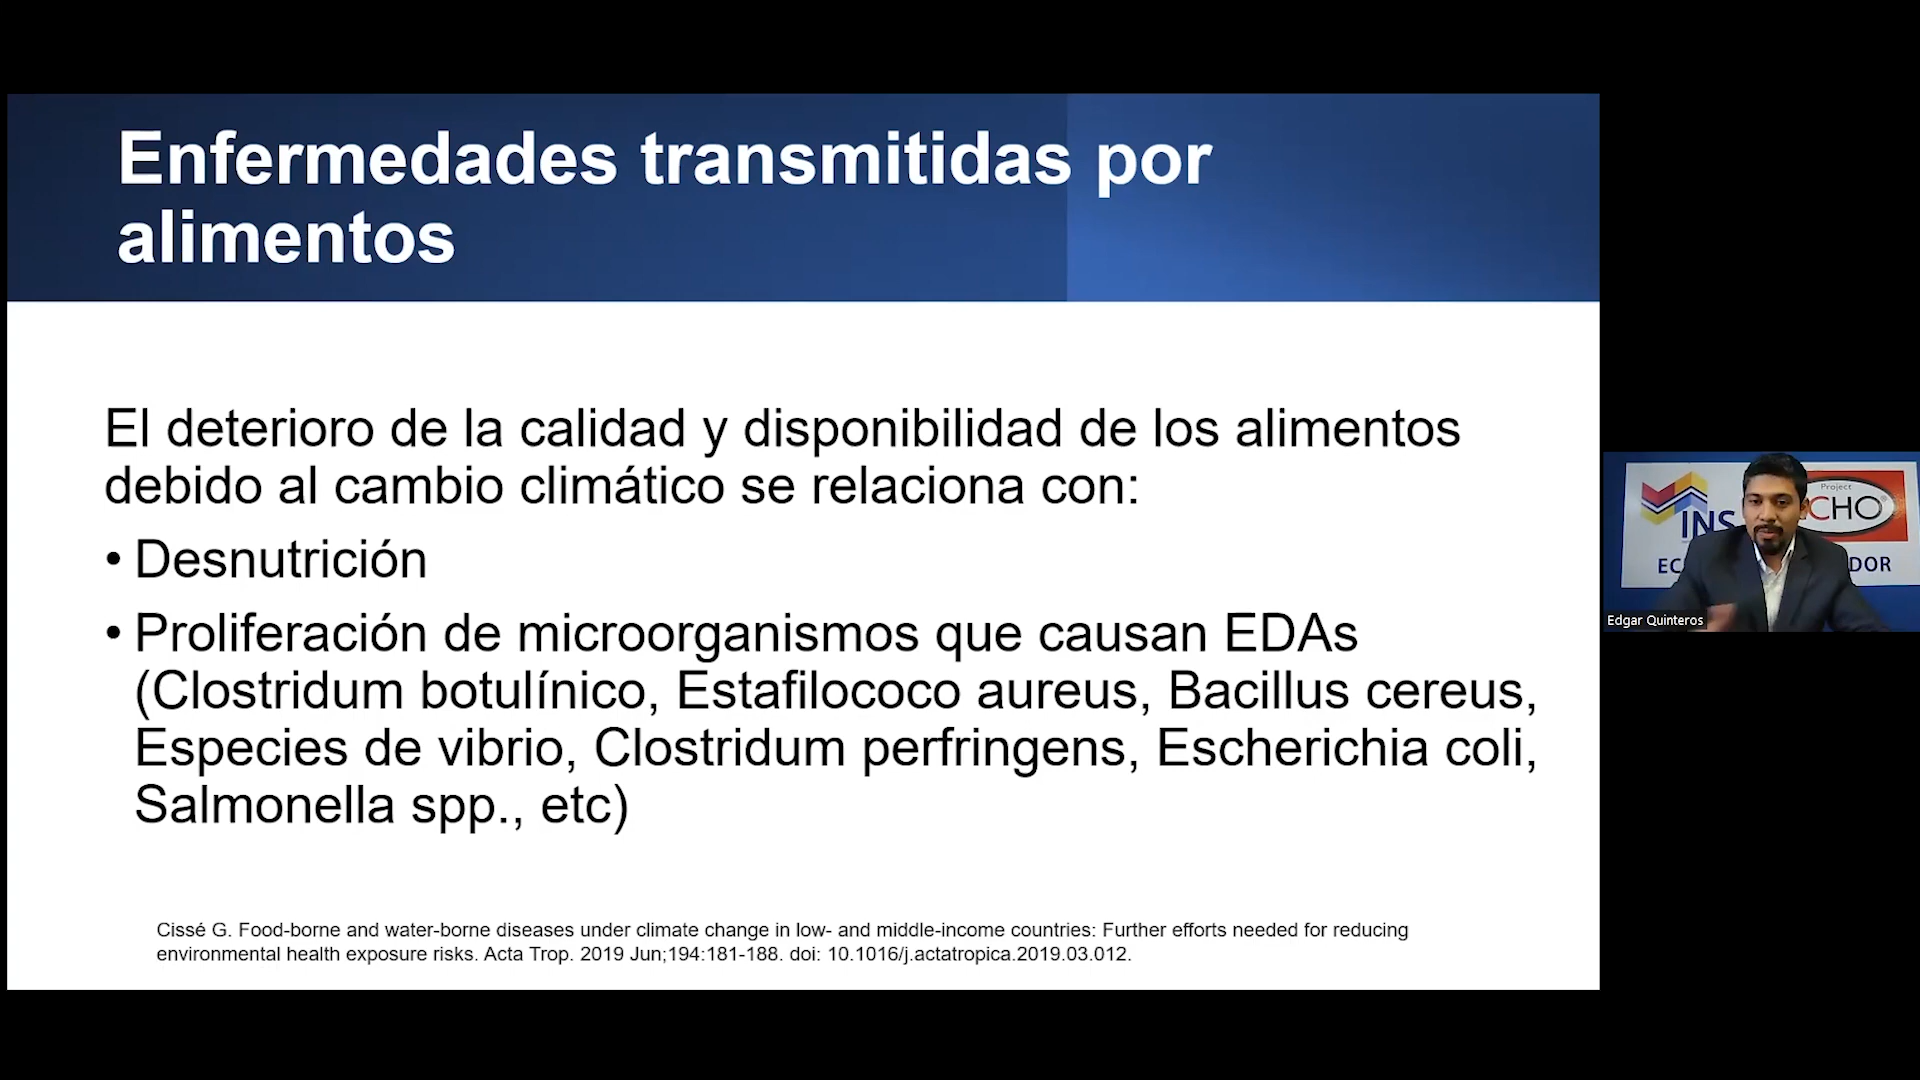 Enfermedades transmitidas por
alimentos
El deterioro de la calidad y disponibilidad de los alimentos
debido al cambio climático se relaciona con:
• Desnutrición
• Proliferación de microorganismos que causan EDAs
(Clostridum botulínico, Estafilococo aureus, Bacillus cereus,
Especies de vibrio, Clostridum perfringens, Escherichia coli,
Salmonella spp., etc)
Cissé G. Food-borne and water-borne diseases under climate change in low- and middle-income countries: Further efforts needed for reducing
environmental health exposure risks. Acta Trop. 2019 Jun;194:181-188. doi: 10.1016/j.actatropica.2019.03.012.
Project
INS
CHO
EC
DOR
Edgar Quinteros